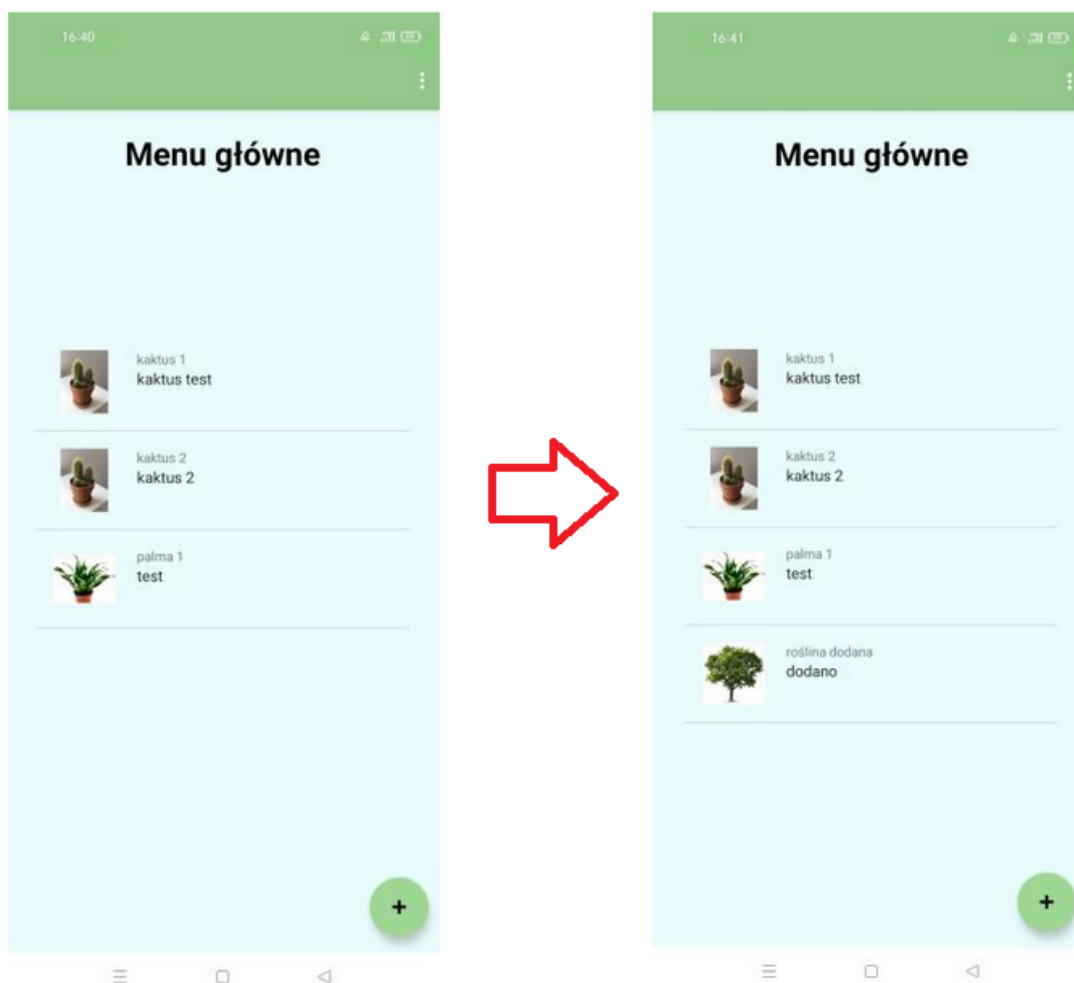 16:40
Menu główne
kaktus 1
kaktus test
kaktus 2
kaktus 2
palma 1
test
+
16:41
Menu główne
kaktus 1
kaktus test
kaktus 2
kaktus 2
palma 1
test
roślina dodana
dodano
+